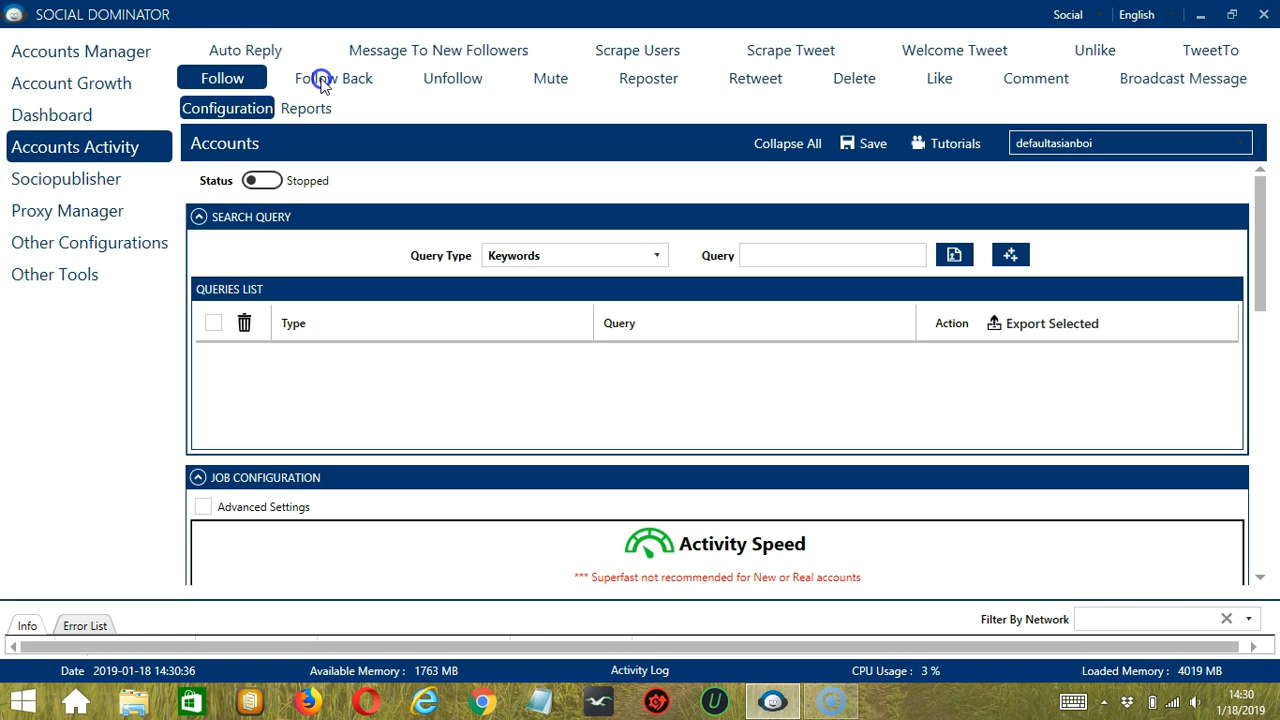 SOCIAL DOMINATOR
Social
English
Accounts Manager
Account Growth
Dashboard
Accounts Activity
Sociopublisher
Proxy Manager
Other Configurations
Other Tools
Auto Reply Message To New Followers Scrape Users Scrape Tweet Welcome Tweet Unlike TweetTo
Follow Follow Back Unfollow Mute Reposter Retweet Delete Like Comment Broadcast Message
Configuration Reports
Accounts Collapse All Save Tutorials defaultasianboi
Status Stopped
SEARCH QUERY
Query Type Keywords Query
QUERIES LIST
Type Query Action Export Selected
JOB CONFIGURATION
Advanced Settings
Activity Speed
*** Superfast not recommended for New or Real accounts
Info Error List Filter By Network
Date 2019-01-18 14:30:36 Available Memory : 1763 MB Activity Log CPU Usage : 3 % Loaded Memory : 4019 MB
14:30
1/18/2019